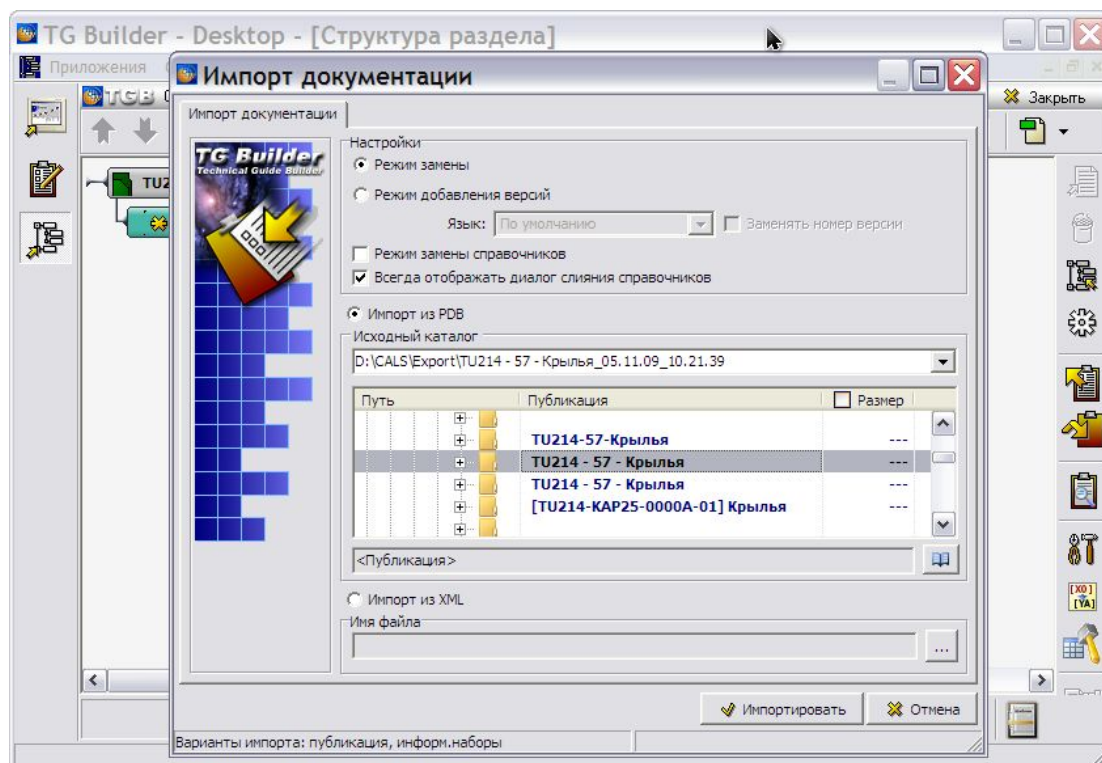 TG Builder - Desktop - [Структура раздела]
Приложения
Импорт документации
TGB
Закрыть
Импорт документации
TG Builder
Technical Guide Builder
Настройки
Режим замены
Режим добавления версий
Язык: По умолчанию Заменять номер версии
Режим замены справочников
Всегда отображать диалог слияния справочников
Импорт из PDB
Исходный каталог
D:\CALS\Export\TU214 - 57 - Крылья_05.11.09_10.21.39
Путь Публикация Размер
TU214-57-Крылья ---
TU214 - 57 - Крылья ---
TU214 - 57 - Крылья ---
[TU214-KAP25-0000A-01] Крылья ---
<Публикация>
Импорт из XML
Имя файла
...
Импортировать Отмена
Варианты импорта: публикация, информ.наборы
[X0]
[YA]